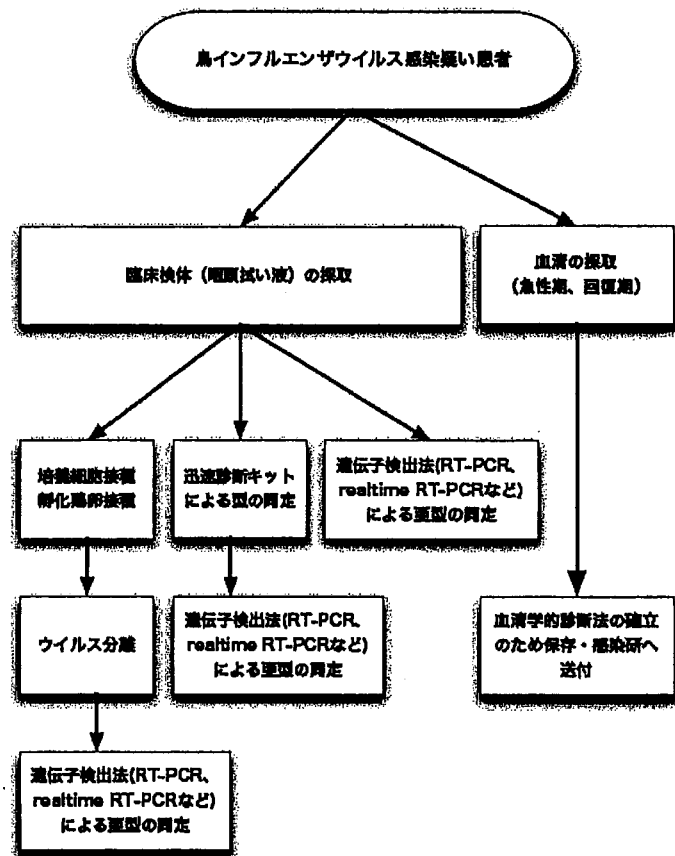 鳥インフルエンザウイルス感染疑い患者
臨床検体(咽頭拭い液)の採取
血清の採取
(急性期、回復期)
培養細胞接種
孵化鶏卵接種
迅速診断キット
による型の同定
遺伝子検出法(RT-PCR、
realtime RT-PCRなど)
による亜型の同定
ウイルス分離
遺伝子検出法(RT-PCR、
realtime RT-PCRなど)
による亜型の同定
血清学的診断法の確立
のため保存・感染研へ
送付
遺伝子検出法(RT-PCR、
realtime RT-PCRなど)
による亜型の同定